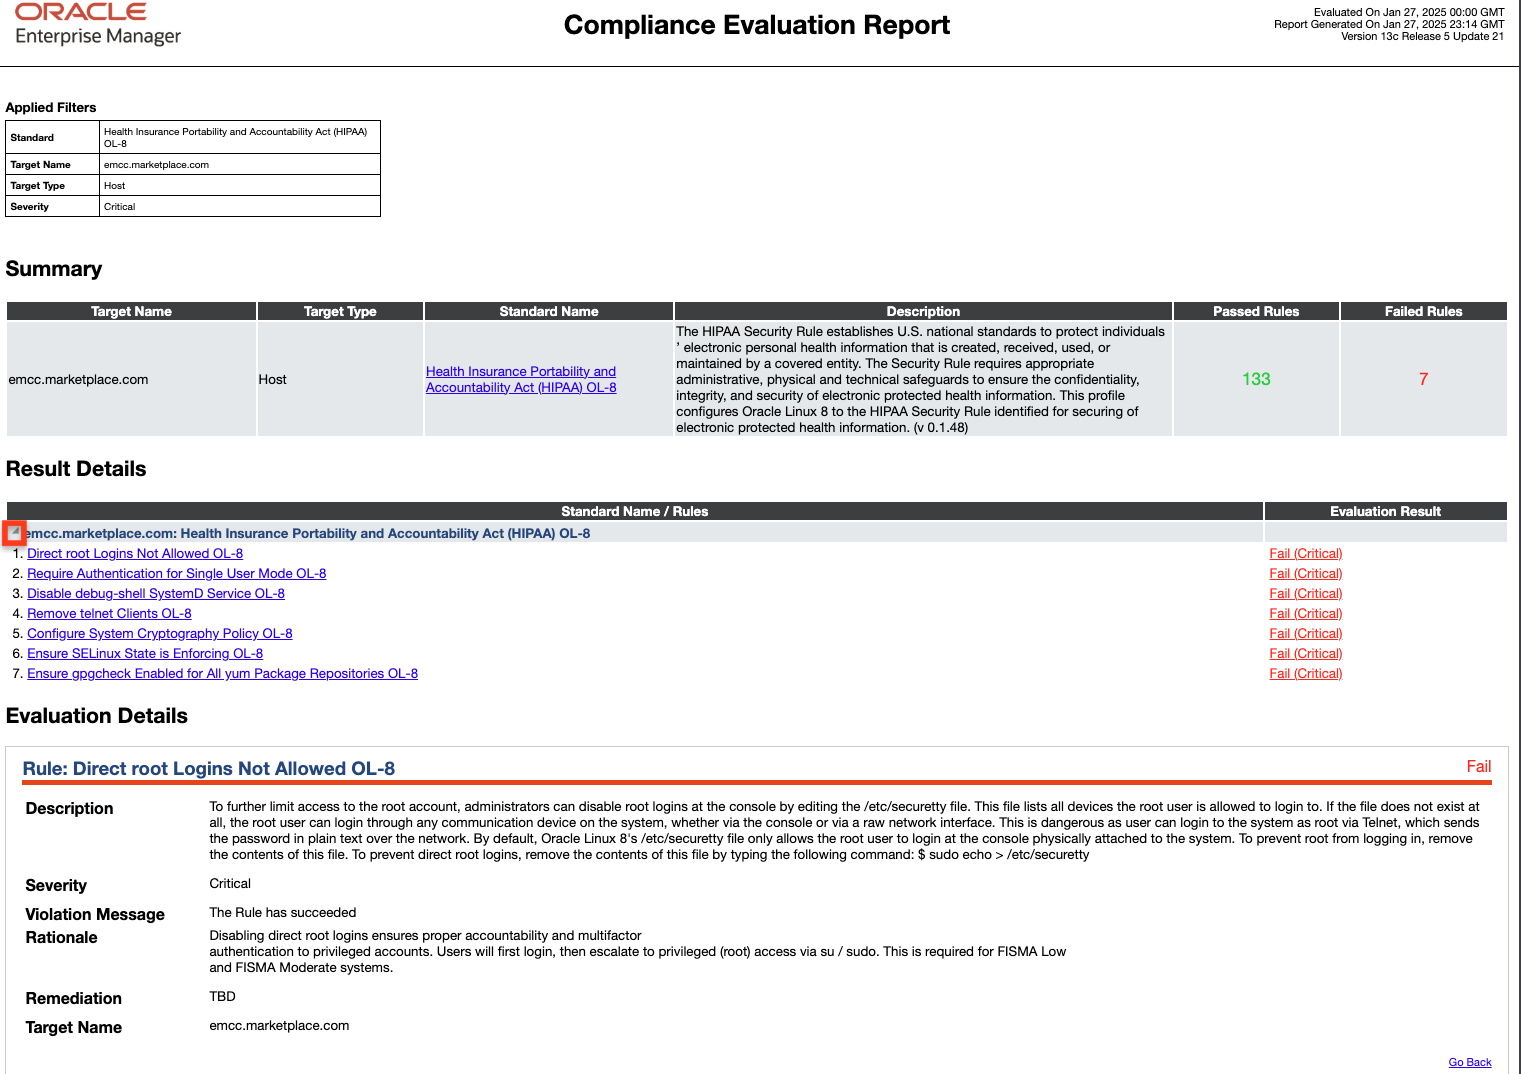 ORACLE
Enterprise Manager
Compliance Evaluation Report
Evaluated On Jan 27, 2025 00:00 GMT
Report Generated On Jan 27, 2025 23:14 GMT
Version 13c Release 5 Update 21
Applied Filters
Standard
Health Insurance Portability and Accountability Act (HIPAA)
OL-8
Target Name
emcc.marketplace.com
Target Type
Host
Severity
Critical
Summary
Target Name
Target Type
Standard Name
Description
Passed Rules
Failed Rules
emcc.marketplace.com
Host
Health Insurance Portability and
Accountability Act (HIPAA) OL-8
The HIPAA Security Rule establishes U.S. national standards to protect individuals
’ electronic personal health information that is created, received, used, or
maintained by a covered entity. The Security Rule requires appropriate
administrative, physical and technical safeguards to ensure the confidentiality,
integrity, and security of electronic protected health information. This profile
configures Oracle Linux 8 to the HIPAA Security Rule identified for securing of
electronic protected health information. (v 0.1.48)
133
7
Result Details
Standard Name / Rules
Evaluation Result
emcc.marketplace.com: Health Insurance Portability and Accountability Act (HIPAA) OL-8
1. Direct root Logins Not Allowed OL-8
Fail (Critical)
2. Require Authentication for Single User Mode OL-8
Fail (Critical)
3. Disable debug-shell SystemD Service OL-8
Fail (Critical)
4. Remove telnet Clients OL-8
Fail (Critical)
5. Configure System Cryptography Policy OL-8
Fail (Critical)
6. Ensure SELinux State is Enforcing OL-8
Fail (Critical)
7. Ensure gpgcheck Enabled for All yum Package Repositories OL-8
Fail (Critical)
Evaluation Details
Rule: Direct root Logins Not Allowed OL-8
Fail
Description
To further limit access to the root account, administrators can disable root logins at the console by editing the /etc/securetty file. This file lists all devices the root user is allowed to login to. If the file does not exist at
all, the root user can login through any communication device on the system, whether via the console or via a raw network interface. This is dangerous as user can login to the system as root via Telnet, which sends
the password in plain text over the network. By default, Oracle Linux 8's /etc/securetty file only allows the root user to login at the console physically attached to the system. To prevent root from logging in, remove
the contents of this file. To prevent direct root logins, remove the contents of this file by typing the following command: $ sudo echo > /etc/securetty
Severity
Critical
Violation Message
The Rule has succeeded
Rationale
Disabling direct root logins ensures proper accountability and multifactor
authentication to privileged accounts. Users will first login, then escalate to privileged (root) access via su / sudo. This is required for FISMA Low
and FISMA Moderate systems.
Remediation
TBD
Target Name
emcc.marketplace.com
Go Back